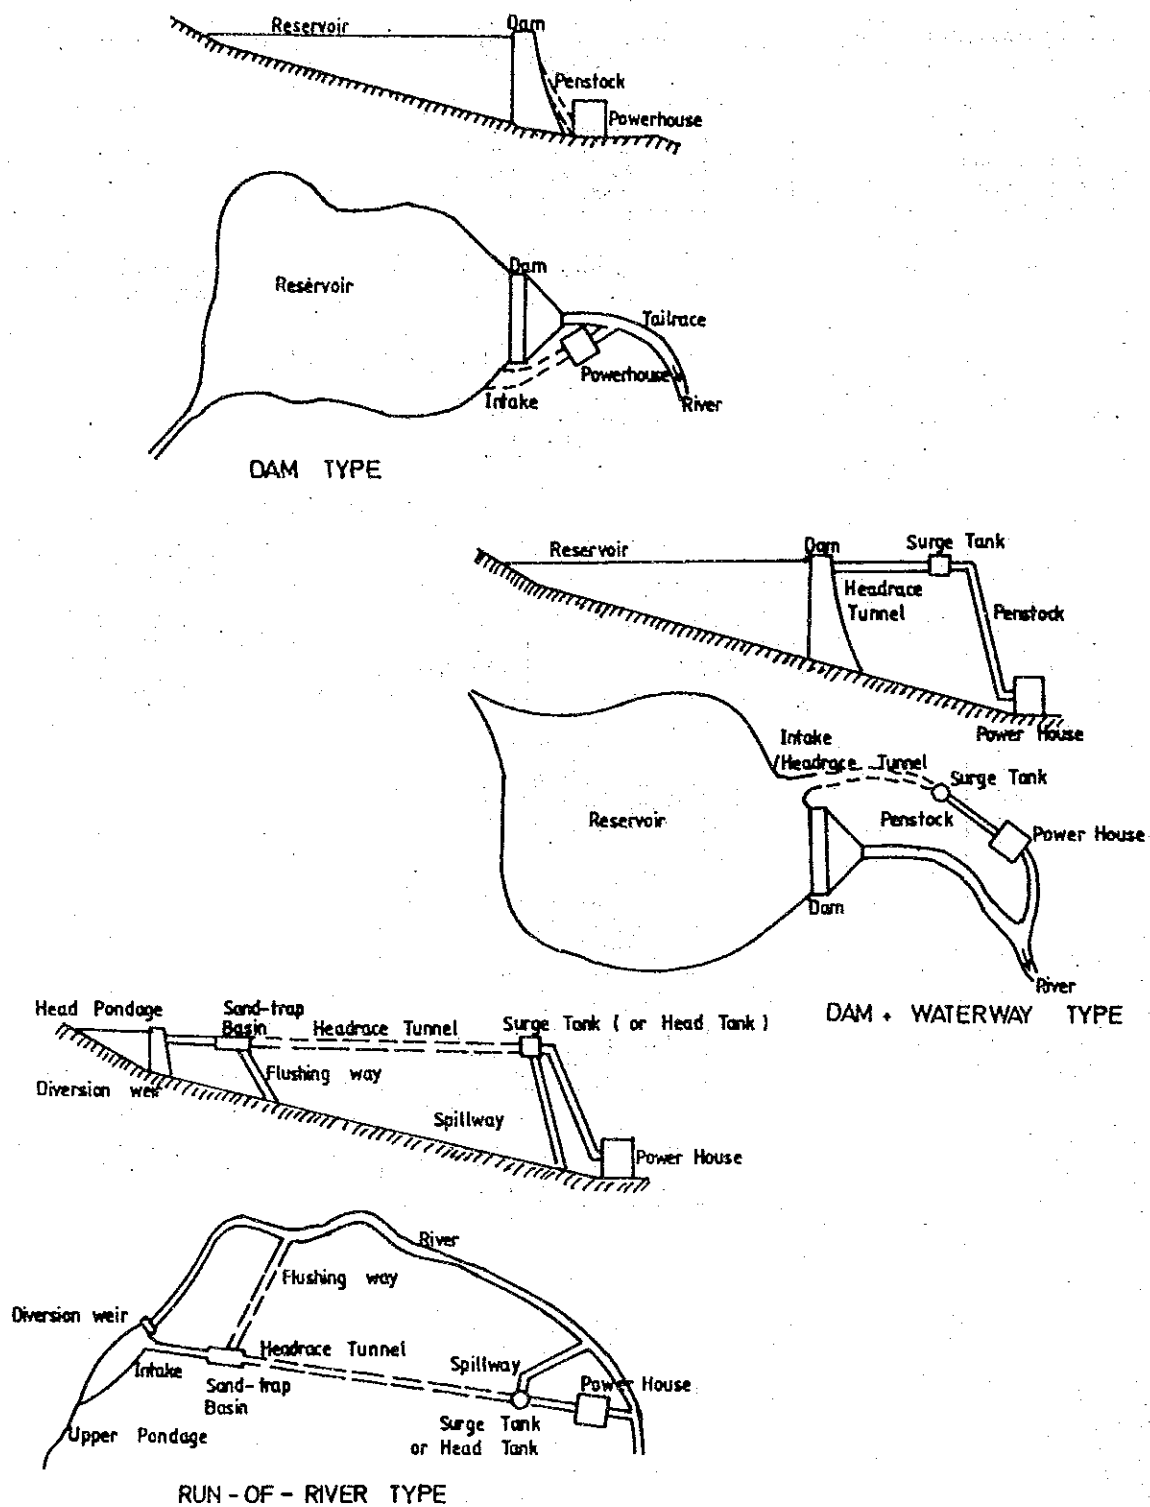 Reservoir
Dam
Penstock
Powerhouse
Dam
Reservoir
Tailrace
Powerhouse
Intake
River
DAM TYPE
Reservoir
Dam
Surge Tank
Headrace
Tunnel
Penstock
Power House
Intake
Headrace Tunnel
Surge Tank
Reservoir
Penstock
Power House
Dam
River
DAM + WATERWAY TYPE
Head Pondage
Sand-trap
Basin
Headrace Tunnel
Surge Tank ( or Head Tank )
Flushing way
Diversion weir
Spillway
Power House
River
Flushing way
Diversion weir
Headrace Tunnel
Intake
Spillway
Sand-trap
Basin
Power House
Surge Tank
or Head Tank
Upper Pondage
RUN - OF - RIVER TYPE